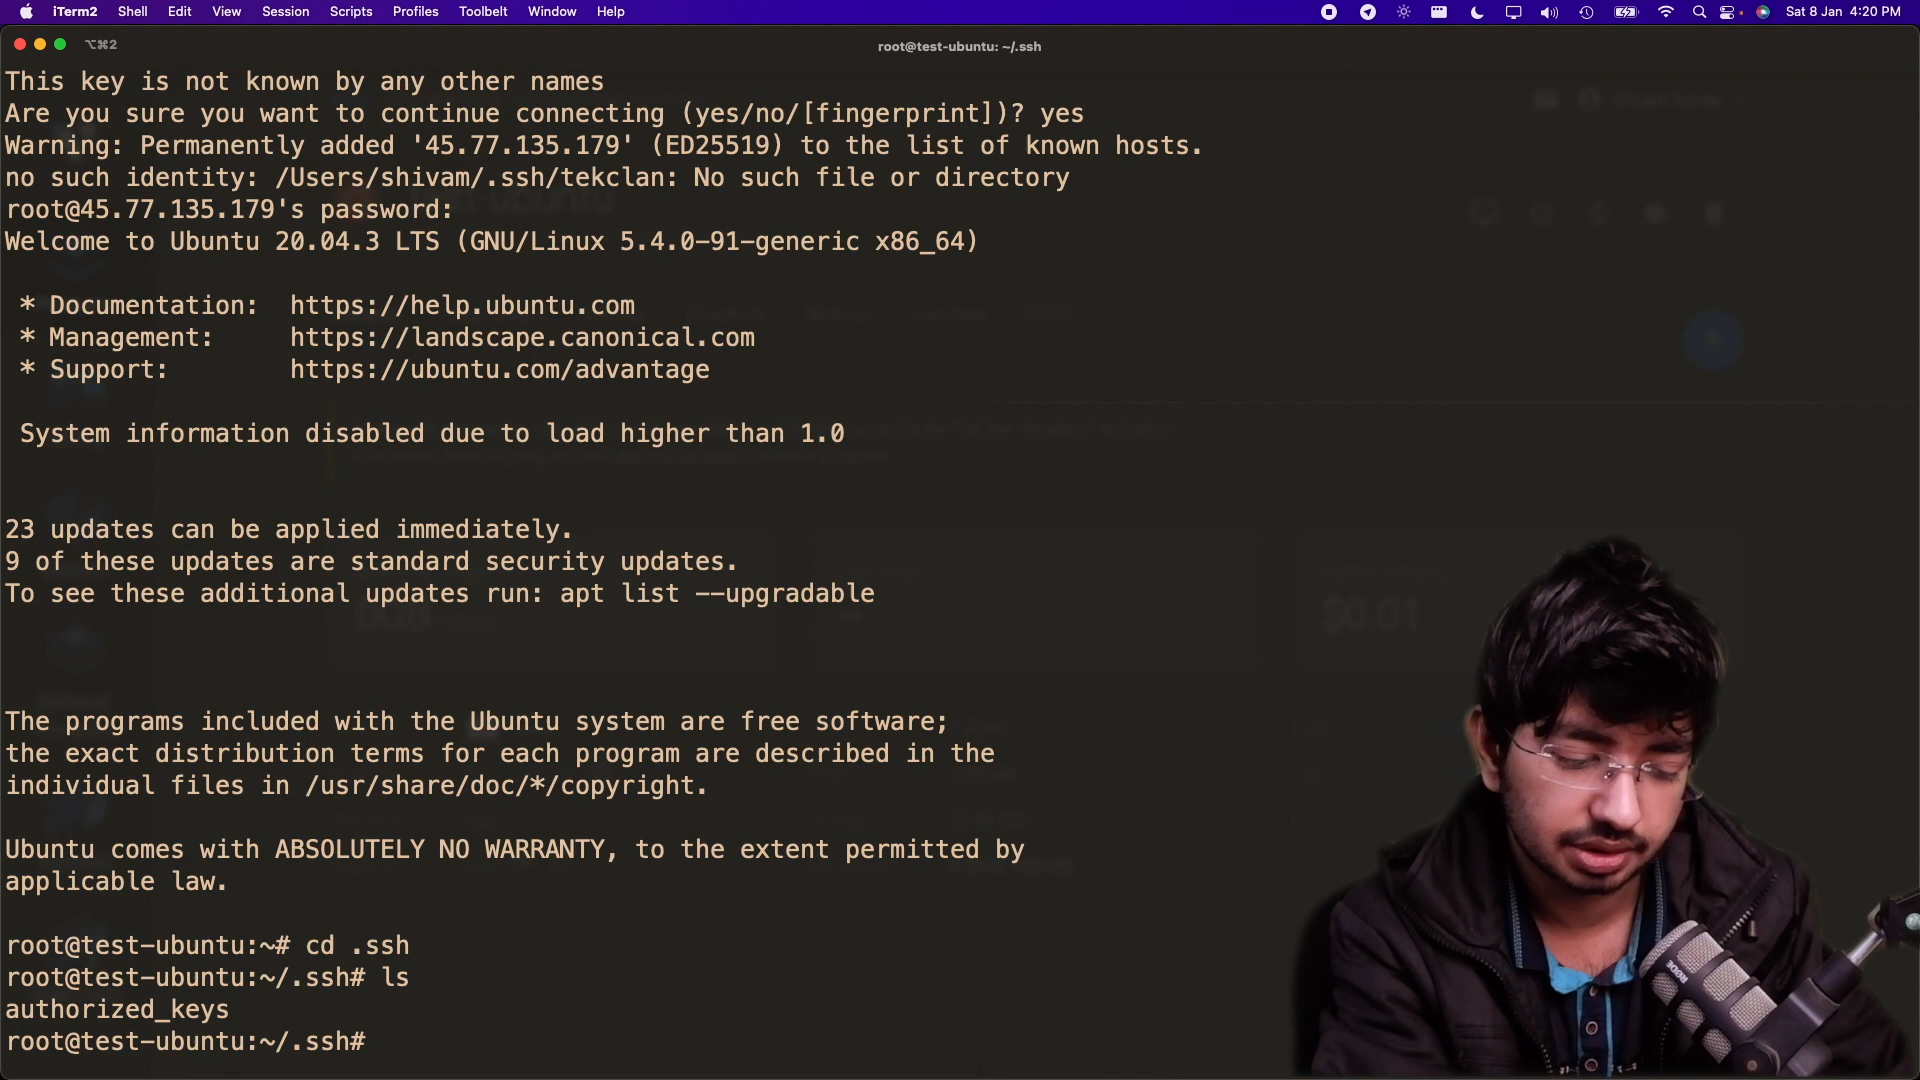 iTerm2 Shell Edit View Session Scripts Profiles Toolbelt Window Help Sat 8 Jan 4:20 PM
⌥⌘2 root@test-ubuntu: ~/.ssh
This key is not known by any other names
Are you sure you want to continue connecting (yes/no/[fingerprint])? yes
Warning: Permanently added '45.77.135.179' (ED25519) to the list of known hosts.
no such identity: /Users/shivam/.ssh/tekclan: No such file or directory
root@45.77.135.179's password:
Welcome to Ubuntu 20.04.3 LTS (GNU/Linux 5.4.0-91-generic x86_64)
* Documentation: https://help.ubuntu.com
* Management: https://landscape.canonical.com
* Support: https://ubuntu.com/advantage
System information disabled due to load higher than 1.0
23 updates can be applied immediately.
9 of these updates are standard security updates.
To see these additional updates run: apt list --upgradable
$0.01
The programs included with the Ubuntu system are free software;
the exact distribution terms for each program are described in the
individual files in /usr/share/doc/*/copyright.
Ubuntu comes with ABSOLUTELY NO WARRANTY, to the extent permitted by
applicable law.
root@test-ubuntu:~# cd .ssh
root@test-ubuntu:~/.ssh# ls
authorized_keys
root@test-ubuntu:~/.ssh#
RØDE